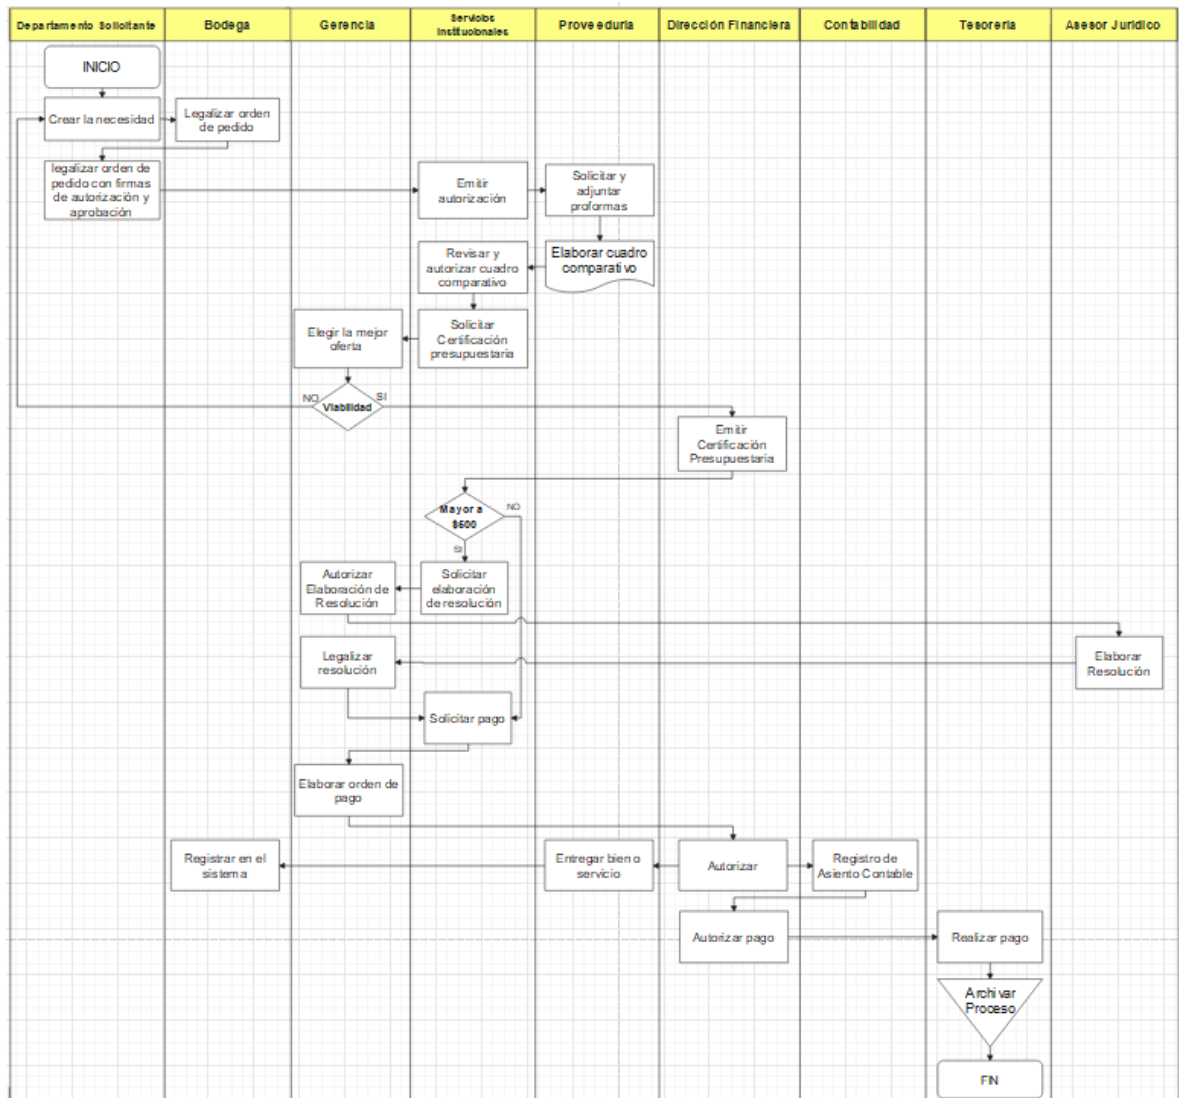 Departamento Solicitante
Bodega
Gerencia
Servicios
Institucionales
Proveeduria
Dirección Financiera
Contabilidad
Tesoreria
Asesor Juridico
INICIO
Crear la necesidad
Legalizar orden
de pedido
legalizar orden de
pedido con firmas
de autorización y
aprobación
Emitir
autorización
Solicitar y
adjuntar
proformas
Revisar y
autorizar cuadro
comparativo
Elaborar cuadro
comparativo
Elegir la mejor
oferta
Solicitar
Certificación
presupuestaria
NO
Viabilidad
SI
Emitir
Certificación
Presupuestaria
Mayor a
$500
NO
SI
Autorizar
Elaboración de
Resolución
Solicitar
elaboración
de resolución
Legalizar
resolución
Elaborar
Resolución
Solicitar pago
Elaborar orden de
pago
Registrar en el
sistema
Entregar bien o
servicio
Autorizar
Registro de
Asiento Contable
Autorizar pago
Realizar pago
Archivar
Proceso
FIN